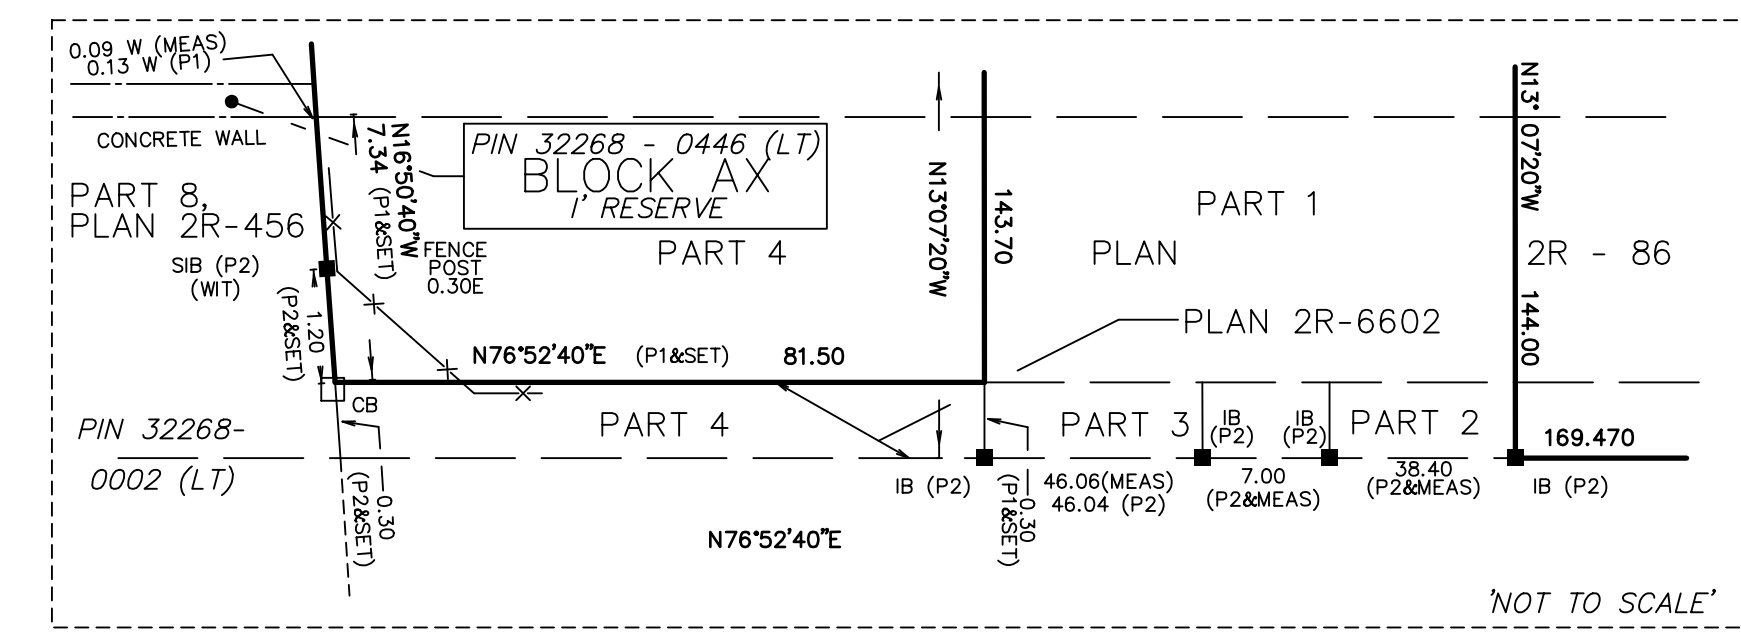 0.09 W (MEAS)
0.13 W (P1)
CONCRETE WALL
PART 8,
PLAN 2R-456
SIB (P2)
(WIT)
1.20
(P2&SET)
N16°50'40"W
7.34 (P1&SET)
FENCE
POST
0.30E
PIN 32268 - 0446 (LT)
BLOCK AX
1' RESERVE
PART 4
N13°07'20"W
143.70
PART 1
PLAN
2R - 86
N13° 07'20"W
144.00
PLAN 2R-6602
N76°52'40"E (P1&SET) 81.50
CB
PIN 32268-
0002 (LT)
0.30
(P2&SET)
PART 4
IB (P2)
0.30
(P1&SET)
PART 3
IB
(P2)
IB
(P2)
PART 2
169.470
46.06(MEAS)
46.04 (P2)
7.00
(P2&MEAS)
38.40
(P2&MEAS)
IB (P2)
N76°52'40"E
'NOT TO SCALE'